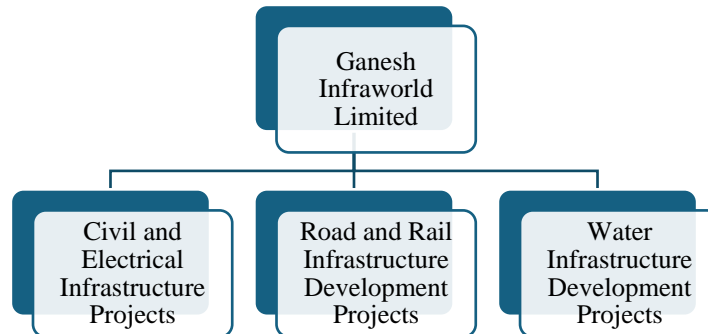 Ganesh
Infraworld
Limited
Civil and
Electrical
Infrastructure
Projects
Road and Rail
Infrastructure
Development
Projects
Water
Infrastructure
Development
Projects